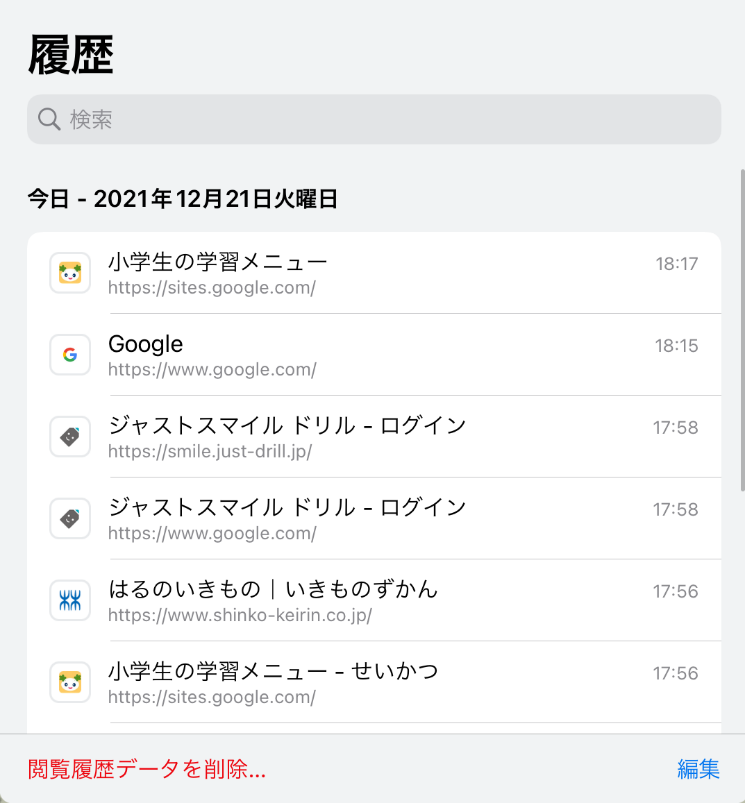 履歴
検索
今日 - 2021年12月21日火曜日
小学生の学習メニュー 18:17
https://sites.google.com/
Google 18:15
https://www.google.com/
ジャストスマイル ドリル - ログイン 17:58
https://smile.just-drill.jp/
ジャストスマイル ドリル - ログイン 17:58
https://www.google.com/
はるのいきもの｜いきものずかん 17:56
https://www.shinko-keirin.co.jp/
小学生の学習メニュー - せいかつ 17:56
https://sites.google.com/
閲覧履歴データを削除... 編集